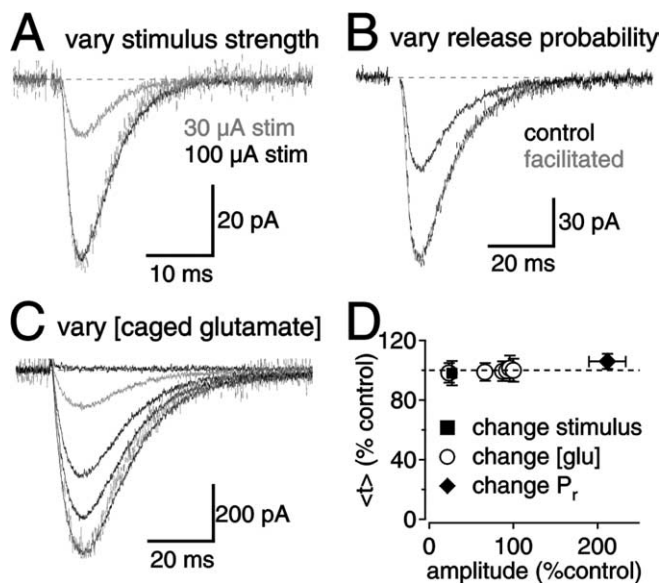 A vary stimulus strength
30 µA stim
100 µA stim
20 pA
10 ms
B vary release probability
control
facilitated
30 pA
20 ms
C vary [caged glutamate]
200 pA
20 ms
D
120
80
40
0
<t> (% control)
change stimulus
change [glu]
change Pr
0 100 200
amplitude (%control)